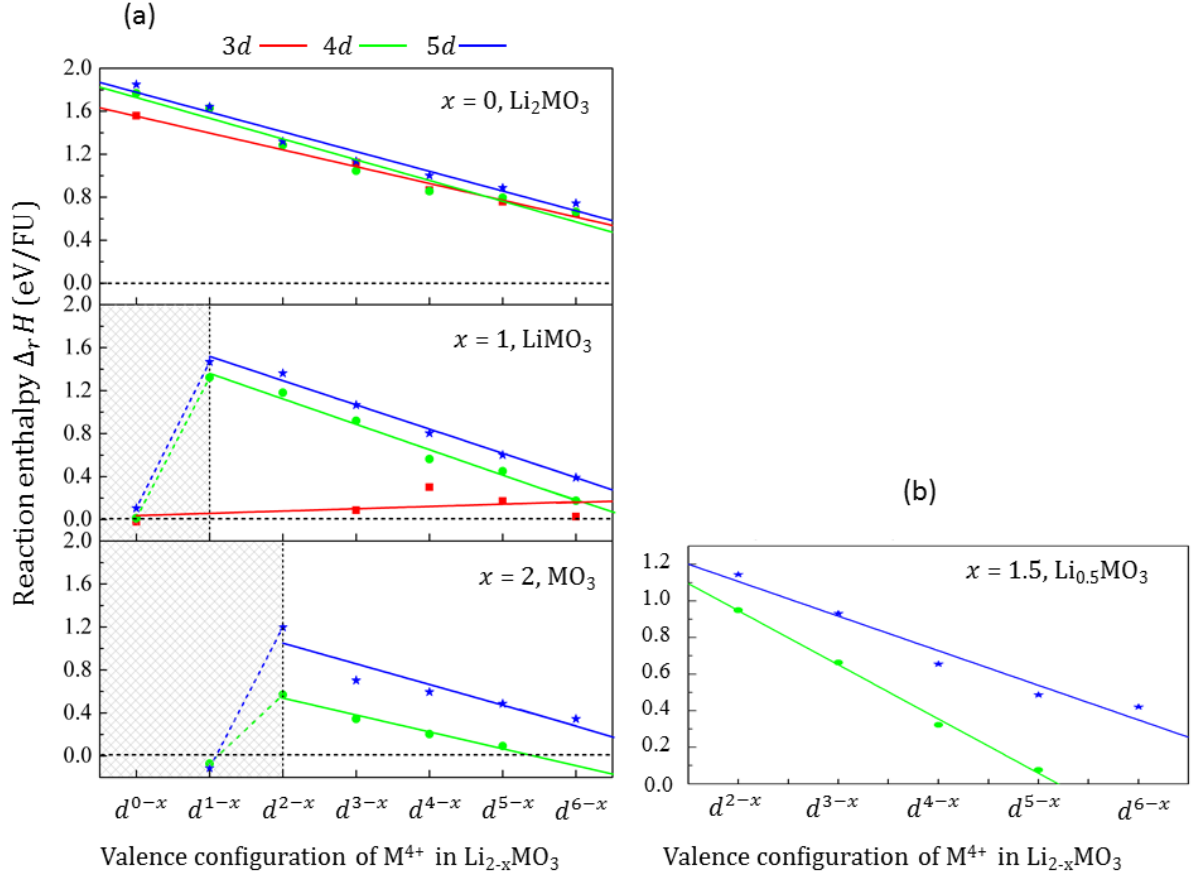 (a)
3d 4d 5d
Reaction enthalpy Δᵣ H (eV/FU)
2.0
1.6
1.2
0.8
0.4
0.0
x = 0, Li₂MO₃
2.0
1.6
1.2
0.8
0.4
0.0
x = 1, LiMO₃
2.0
1.6
1.2
0.8
0.4
0.0
x = 2, MO₃
d⁰⁻ˣ d¹⁻ˣ d²⁻ˣ d³⁻ˣ d⁴⁻ˣ d⁵⁻ˣ d⁶⁻ˣ
Valence configuration of M⁴⁺ in Li₂₋ₓMO₃
(b)
1.2
1.0
0.8
0.6
0.4
0.2
0.0
x = 1.5, Li₀.₅MO₃
d²⁻ˣ d³⁻ˣ d⁴⁻ˣ d⁵⁻ˣ d⁶⁻ˣ
Valence configuration of M⁴⁺ in Li₂₋ₓMO₃